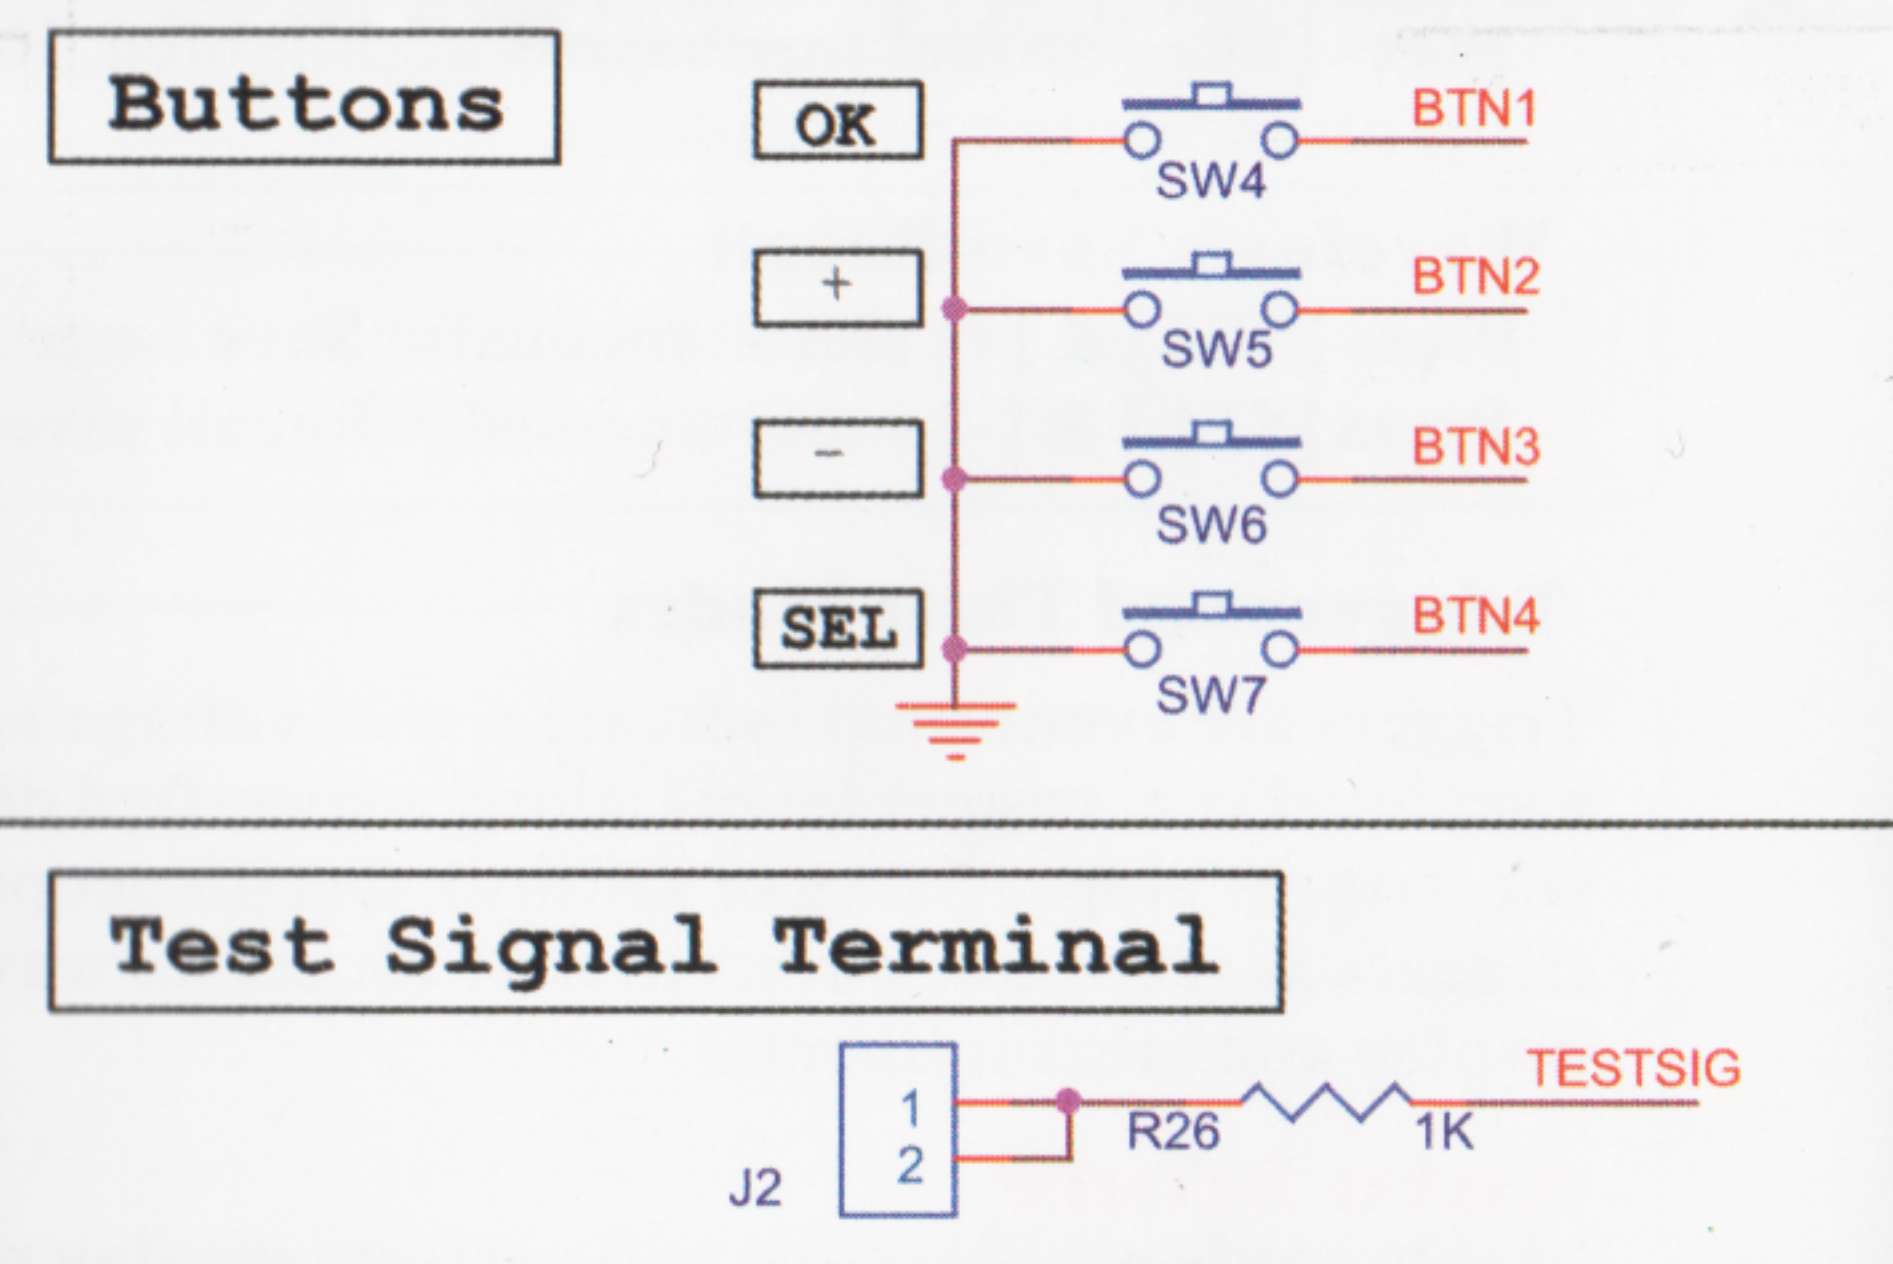 Buttons
OK
BTN1
SW4
+
BTN2
SW5
-
BTN3
SW6
SEL
BTN4
SW7
Test Signal Terminal
TESTSIG
1
R26
1K
2
J2